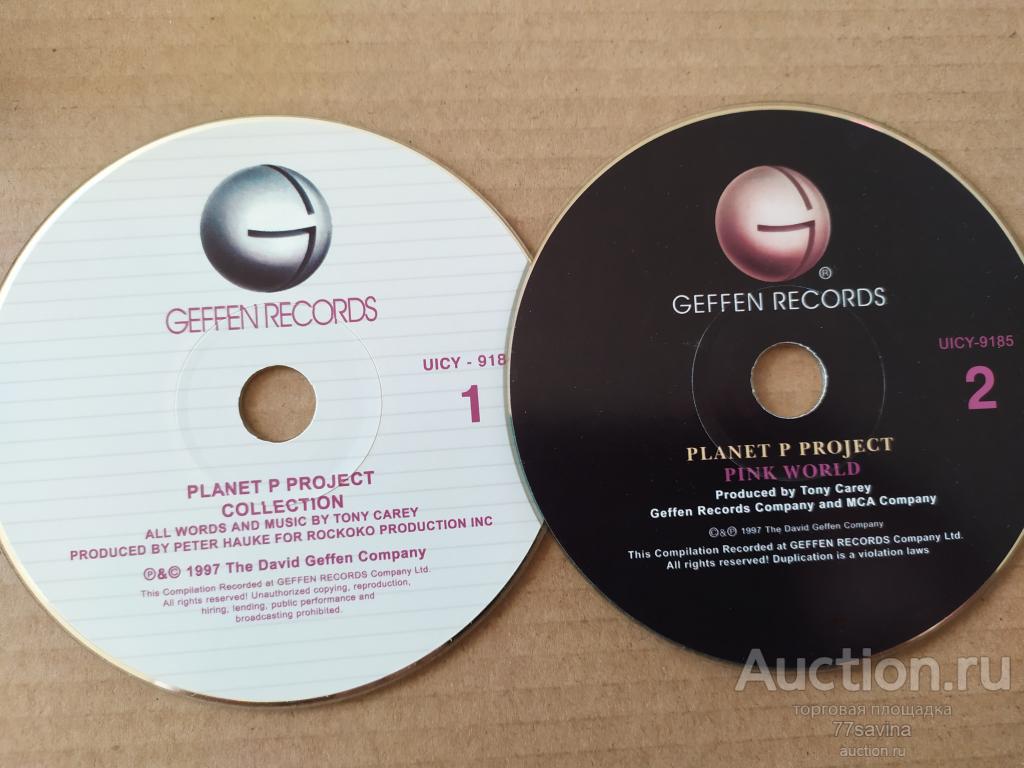 GEFFEN RECORDS
UICY - 918
1
PLANET P PROJECT
COLLECTION
ALL WORDS AND MUSIC BY TONY CAREY
PRODUCED BY PETER HAUKE FOR ROCKOKO PRODUCTION INC
℗&© 1997 The David Geffen Company
This Compilation Recorded at GEFFEN RECORDS Company Ltd.
All rights reserved! Unauthorized copying, reproduction,
hiring, lending, public performance and
broadcasting prohibited.
®
GEFFEN RECORDS
UICY-9185
2
PLANET P PROJECT
PINK WORLD
Produced by Tony Carey
Geffen Records Company and MCA Company
©&℗ 1997 The David Geffen Company
This Compilation Recorded at GEFFEN RECORDS Company Ltd.
All rights reserved! Duplication is a violation laws
Auction.ru
торговая площадка
77savina
auction.ru